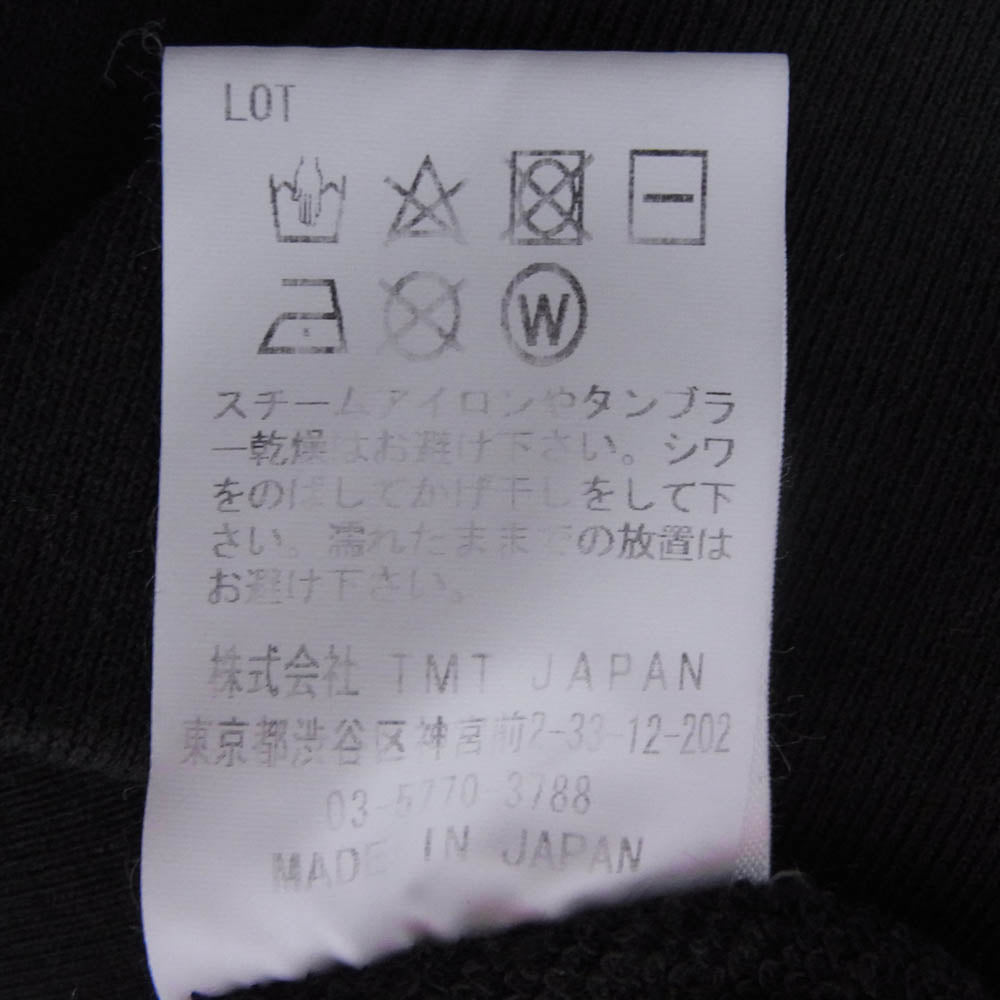 LOT
W
スチームアイロンやタンブラ
ー乾燥はお避け下さい。シワ
をのばしてかげ干しをして下
さい。濡れたままでの放置は
お避け下さい。
株式会社 TMT JAPAN
東京都渋谷区神宮前2-33-12-202
03-5770-3788
MADE IN JAPAN